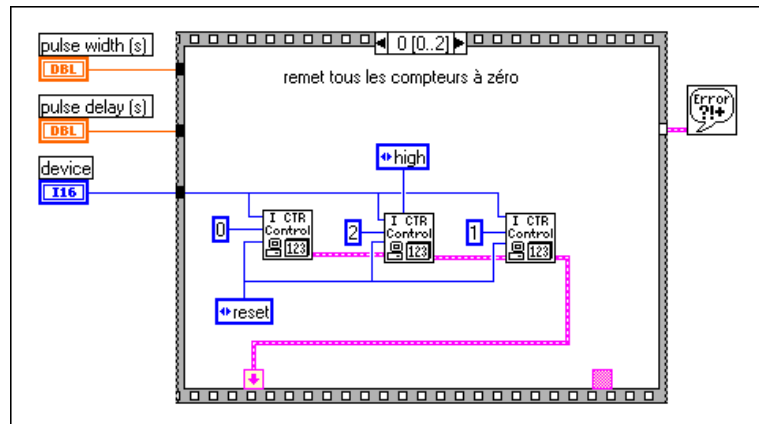 pulse width (s)
DBL
pulse delay (s)
DBL
device
I16
0 [0..2]
remet tous les compteurs à zéro
Error
?!+
high
0
I CTR
Control
123
2
I CTR
Control
123
1
I CTR
Control
123
reset